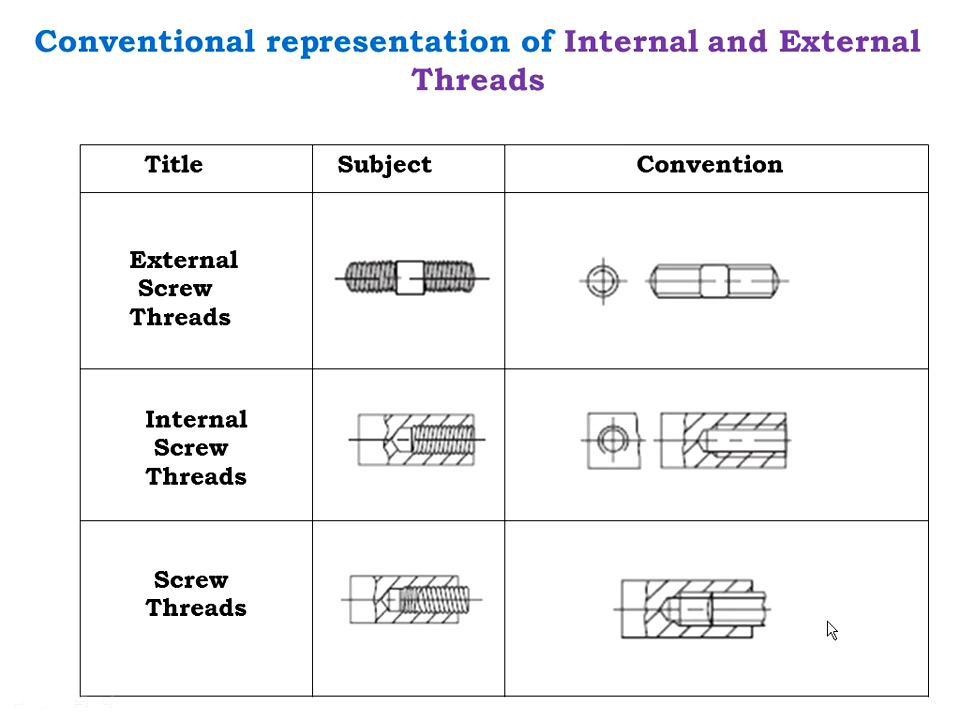 Conventional representation of Internal and External
Threads
Title Subject Convention
External
Screw
Threads
Internal
Screw
Threads
Screw
Threads